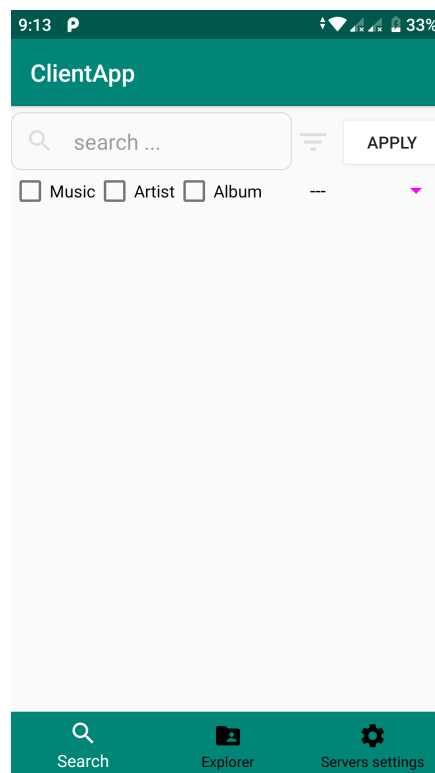 9:13 33%
ClientApp
search ... APPLY
Music Artist Album ---
Search Explorer Servers settings